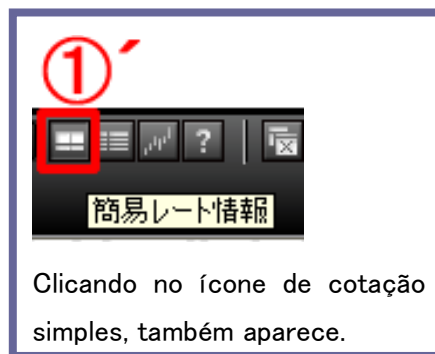 ①´
?
簡易レート情報
Clicando no ícone de cotação
simples, também aparece.